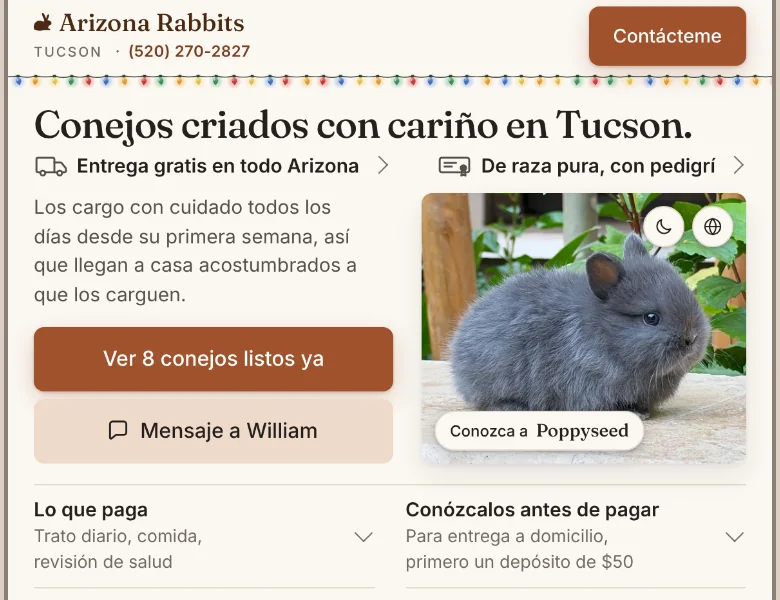 Arizona Rabbits
TUCSON · (520) 270-2827
Contácteme
Conejos criados con cariño en Tucson.
Entrega gratis en todo Arizona
De raza pura, con pedigrí
Los cargo con cuidado todos los
días desde su primera semana, así
que llegan a casa acostumbrados a
que los carguen.
Ver 8 conejos listos ya
Mensaje a William
Conozca a Poppyseed
Lo que paga
Trato diario, comida,
revisión de salud
Conózcalos antes de pagar
Para entrega a domicilio,
primero un depósito de $50